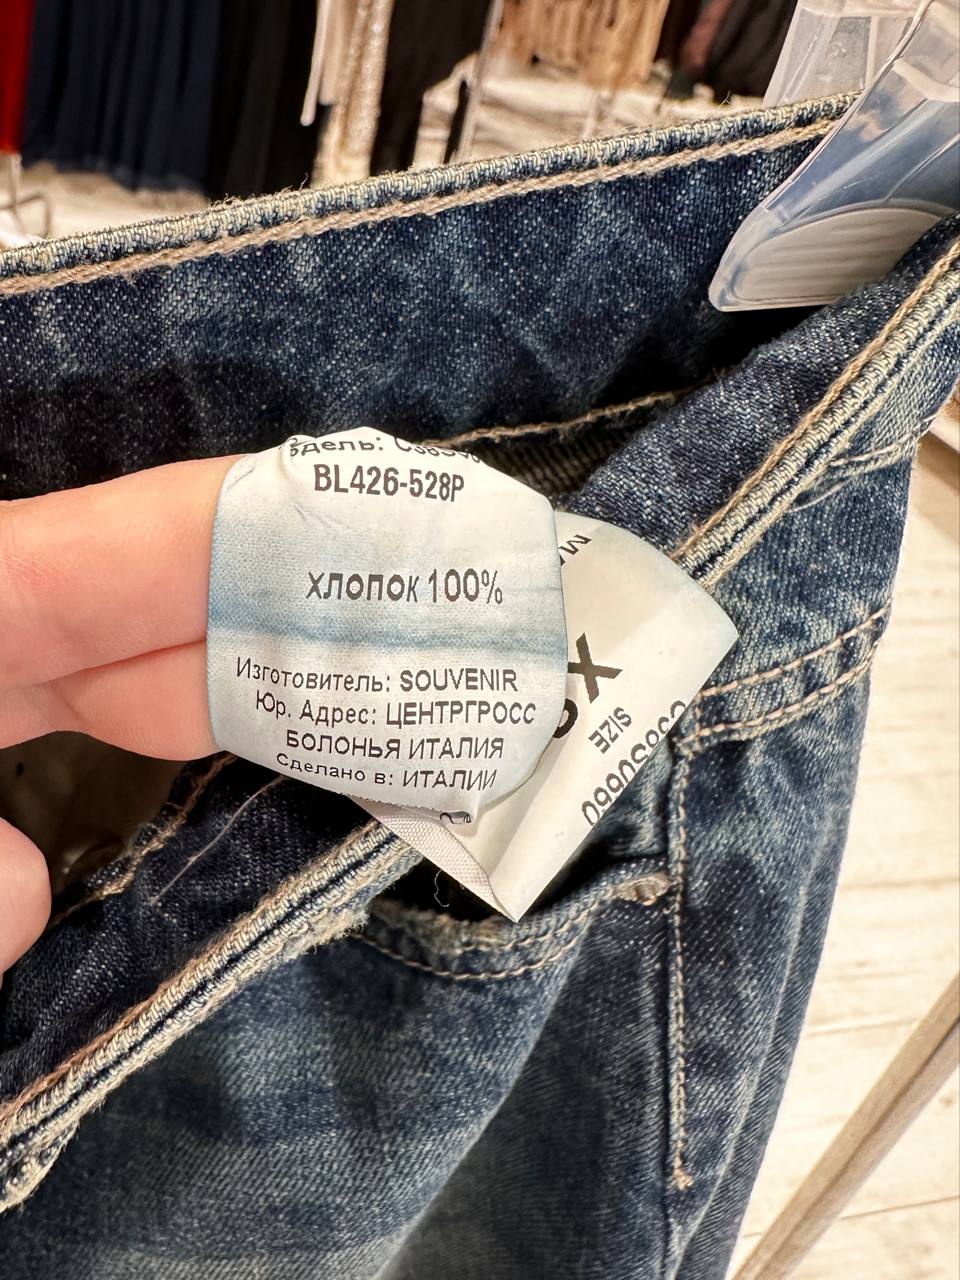 BL426-528P
ХЛОПОК 100%
Изготовитель: SOUVENIR
Юр. Адрес: ЦЕНТРГРОСС
БОЛОНЬЯ ИТАЛИЯ
Сделано в: ИТАЛИИ
SIZE